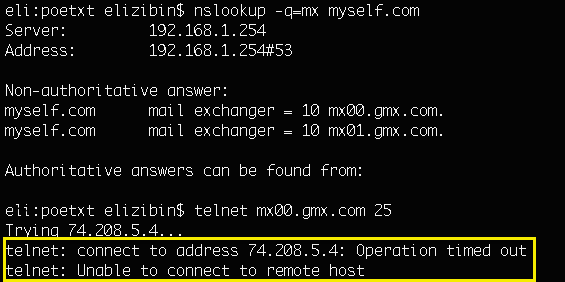 eli:poetxt elizibin$ nslookup -q=mx myself.com
Server: 192.168.1.254
Address: 192.168.1.254#53
Non-authoritative answer:
myself.com mail exchanger = 10 mx00.gmx.com.
myself.com mail exchanger = 10 mx01.gmx.com.
Authoritative answers can be found from:
eli:poetxt elizibin$ telnet mx00.gmx.com 25
Trying 74.208.5.4...
telnet: connect to address 74.208.5.4: Operation timed out
telnet: Unable to connect to remote host